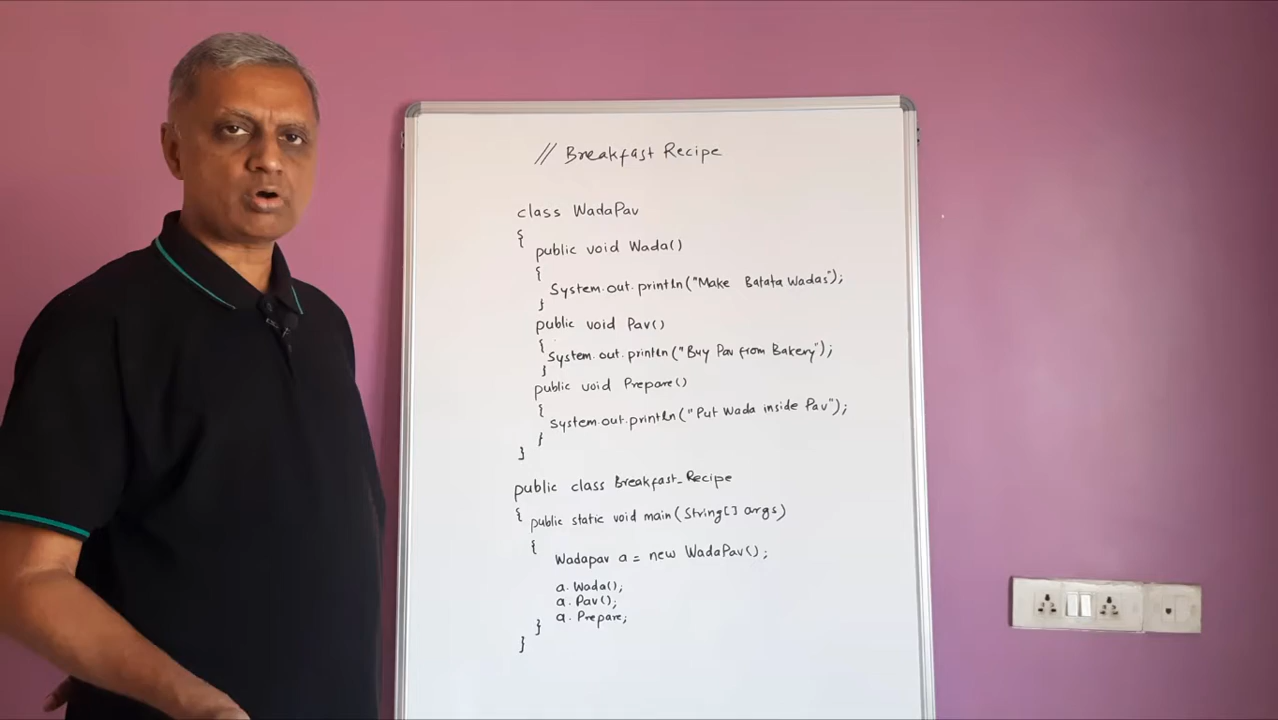 // Breakfast Recipe
class WadaPav
{
public void Wada()
{
System.out.println("Make Batata Wadas");
}
public void Pav()
{
System.out.println("Buy Pav from Bakery");
}
public void Prepare()
{
System.out.println("Put Wada inside Pav");
}
}
public class Breakfast_Recipe
{ public static void main(String[] args)
{
Wadapav a = new WadaPav();
a.Wada();
a.Pav();
a.Prepare;
}
}